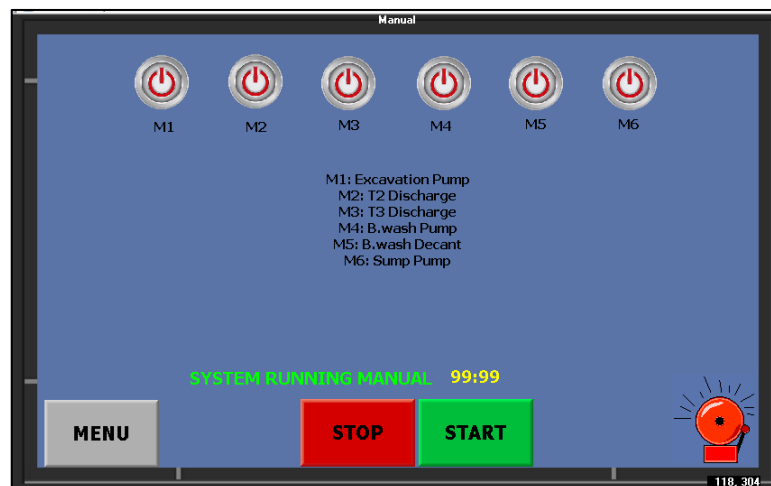 Manual
M1 M2 M3 M4 M5 M6
M1: Excavation Pump
M2: T2 Discharge
M3: T3 Discharge
M4: B.wash Pump
M5: B.wash Decant
M6: Sump Pump
SYSTEM RUNNING MANUAL 99:99
MENU STOP START
118, 304